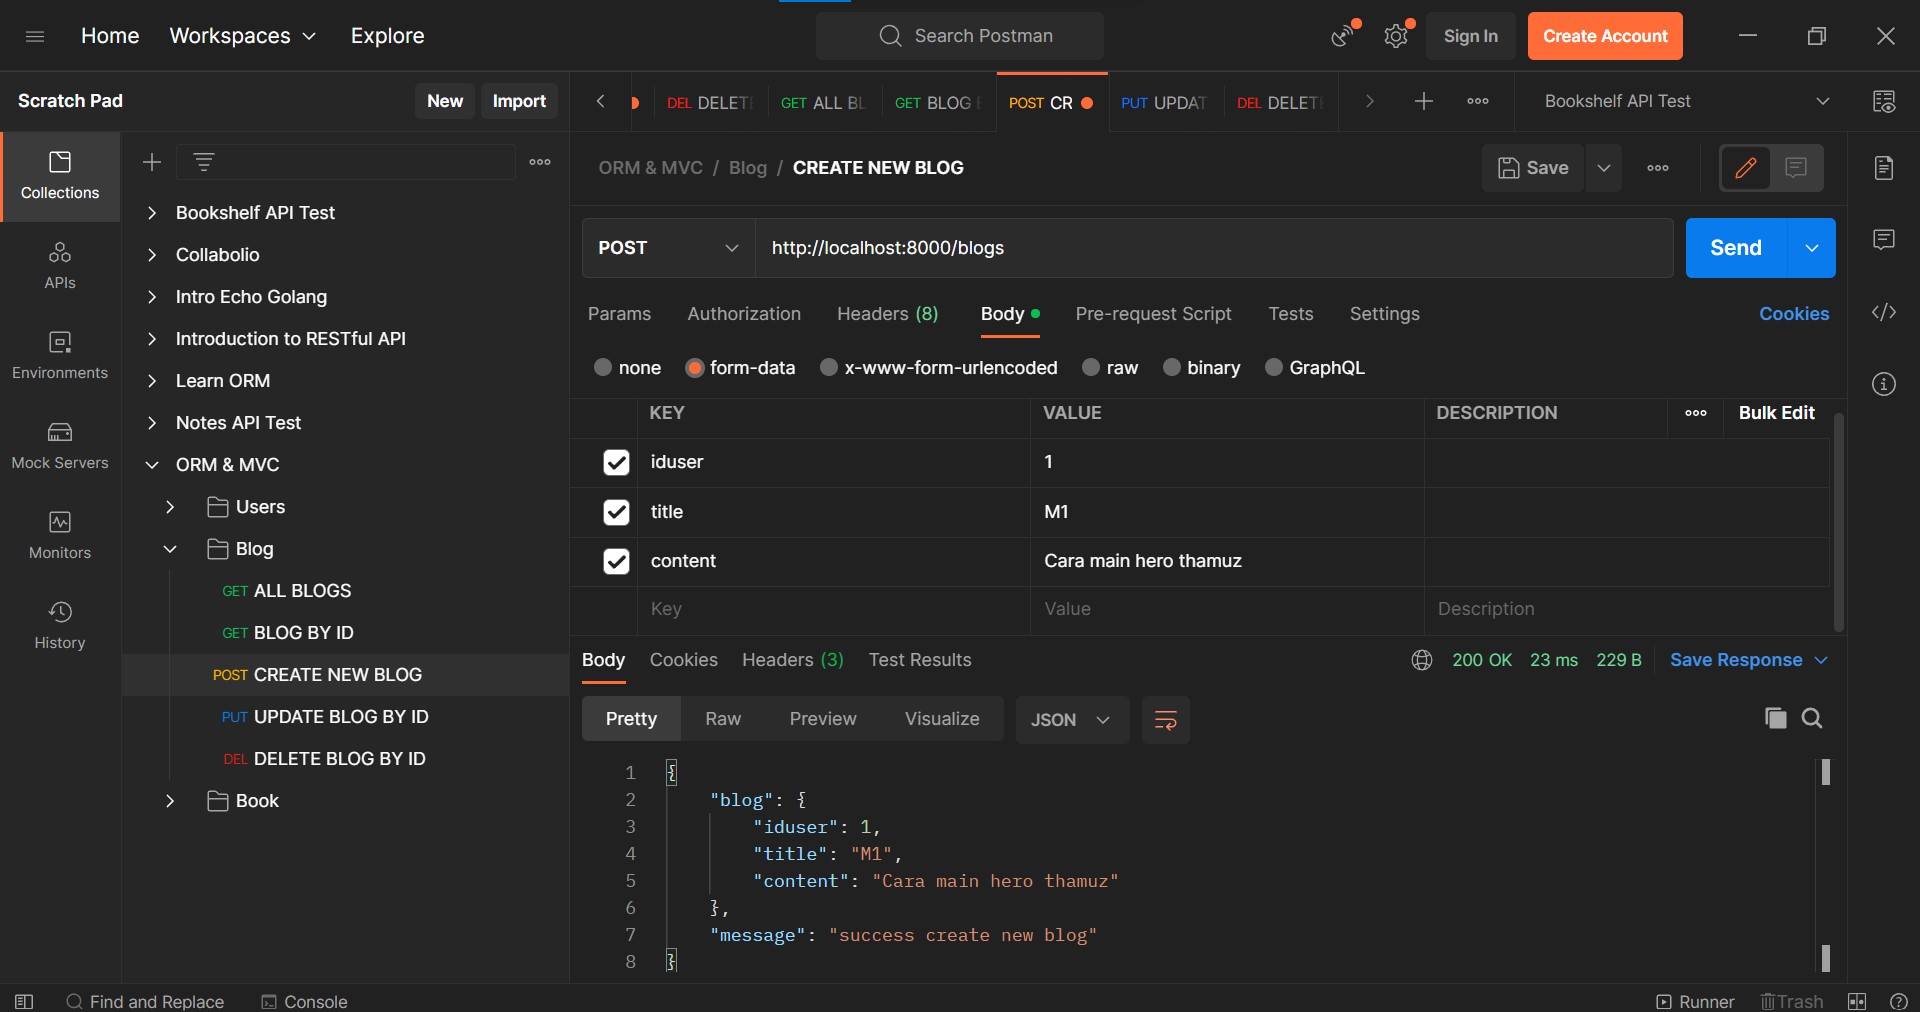 Home Workspaces Explore Search Postman Sign In Create Account
Scratch Pad New Import
DEL DELET GET ALL BL GET BLOG POST CR PUT UPDAT DEL DELET Bookshelf API Test
Collections
APIs
Environments
Mock Servers
Monitors
History
Bookshelf API Test
Collabolio
Intro Echo Golang
Introduction to RESTful API
Learn ORM
Notes API Test
ORM & MVC
Users
Blog
GET ALL BLOGS
GET BLOG BY ID
POST CREATE NEW BLOG
PUT UPDATE BLOG BY ID
DEL DELETE BLOG BY ID
Book
ORM & MVC / Blog / CREATE NEW BLOG Save
POST http://localhost:8000/blogs Send
Params Authorization Headers (8) Body Pre-request Script Tests Settings Cookies
none form-data x-www-form-urlencoded raw binary GraphQL
KEY VALUE DESCRIPTION Bulk Edit
iduser 1
title M1
content Cara main hero thamuz
Key Value Description
Body Cookies Headers (3) Test Results 200 OK 23 ms 229 B Save Response
Pretty Raw Preview Visualize JSON
1 {
2 "blog": {
3 "iduser": 1,
4 "title": "M1",
5 "content": "Cara main hero thamuz"
6 },
7 "message": "success create new blog"
8 }
Find and Replace Console Runner Trash